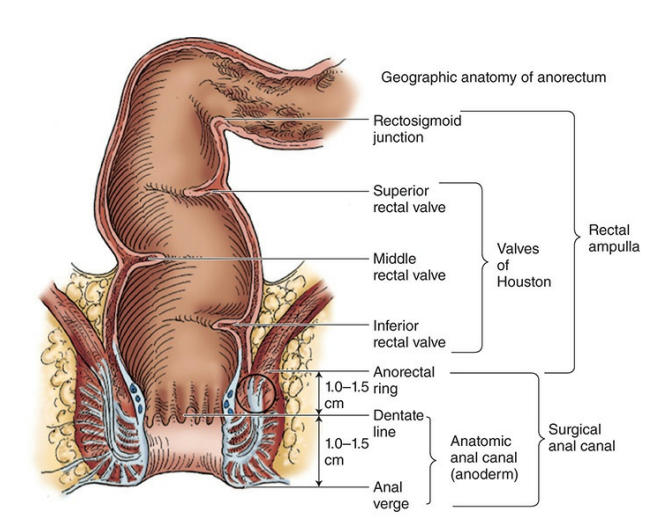 Geographic anatomy of anorectum
Rectosigmoid
junction
Superior
rectal valve
Middle
rectal valve
Inferior
rectal valve
Valves
of
Houston
Rectal
ampulla
Anorectal
ring
1.0–1.5
cm
Dentate
line
1.0–1.5
cm
Anal
verge
Anatomic
anal canal
(anoderm)
Surgical
anal canal